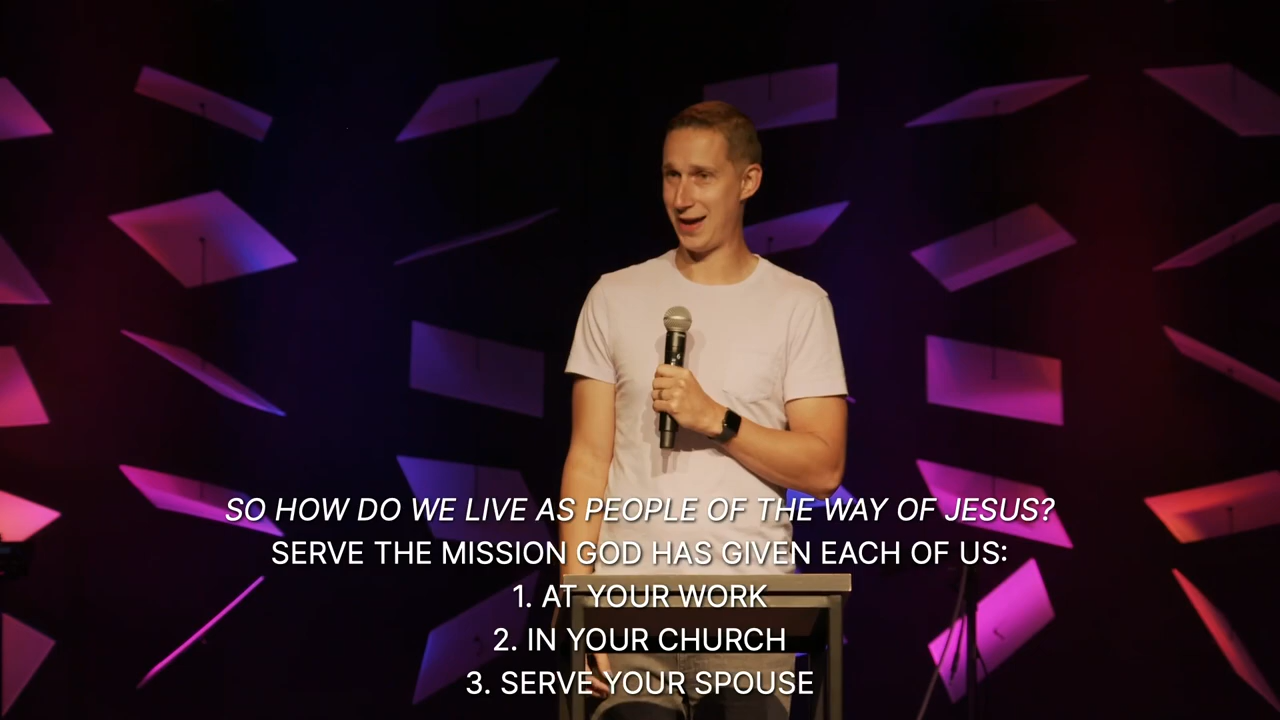 SO HOW DO WE LIVE AS PEOPLE OF THE WAY OF JESUS?
SERVE THE MISSION GOD HAS GIVEN EACH OF US:
1. AT YOUR WORK
2. IN YOUR CHURCH
3. SERVE YOUR SPOUSE